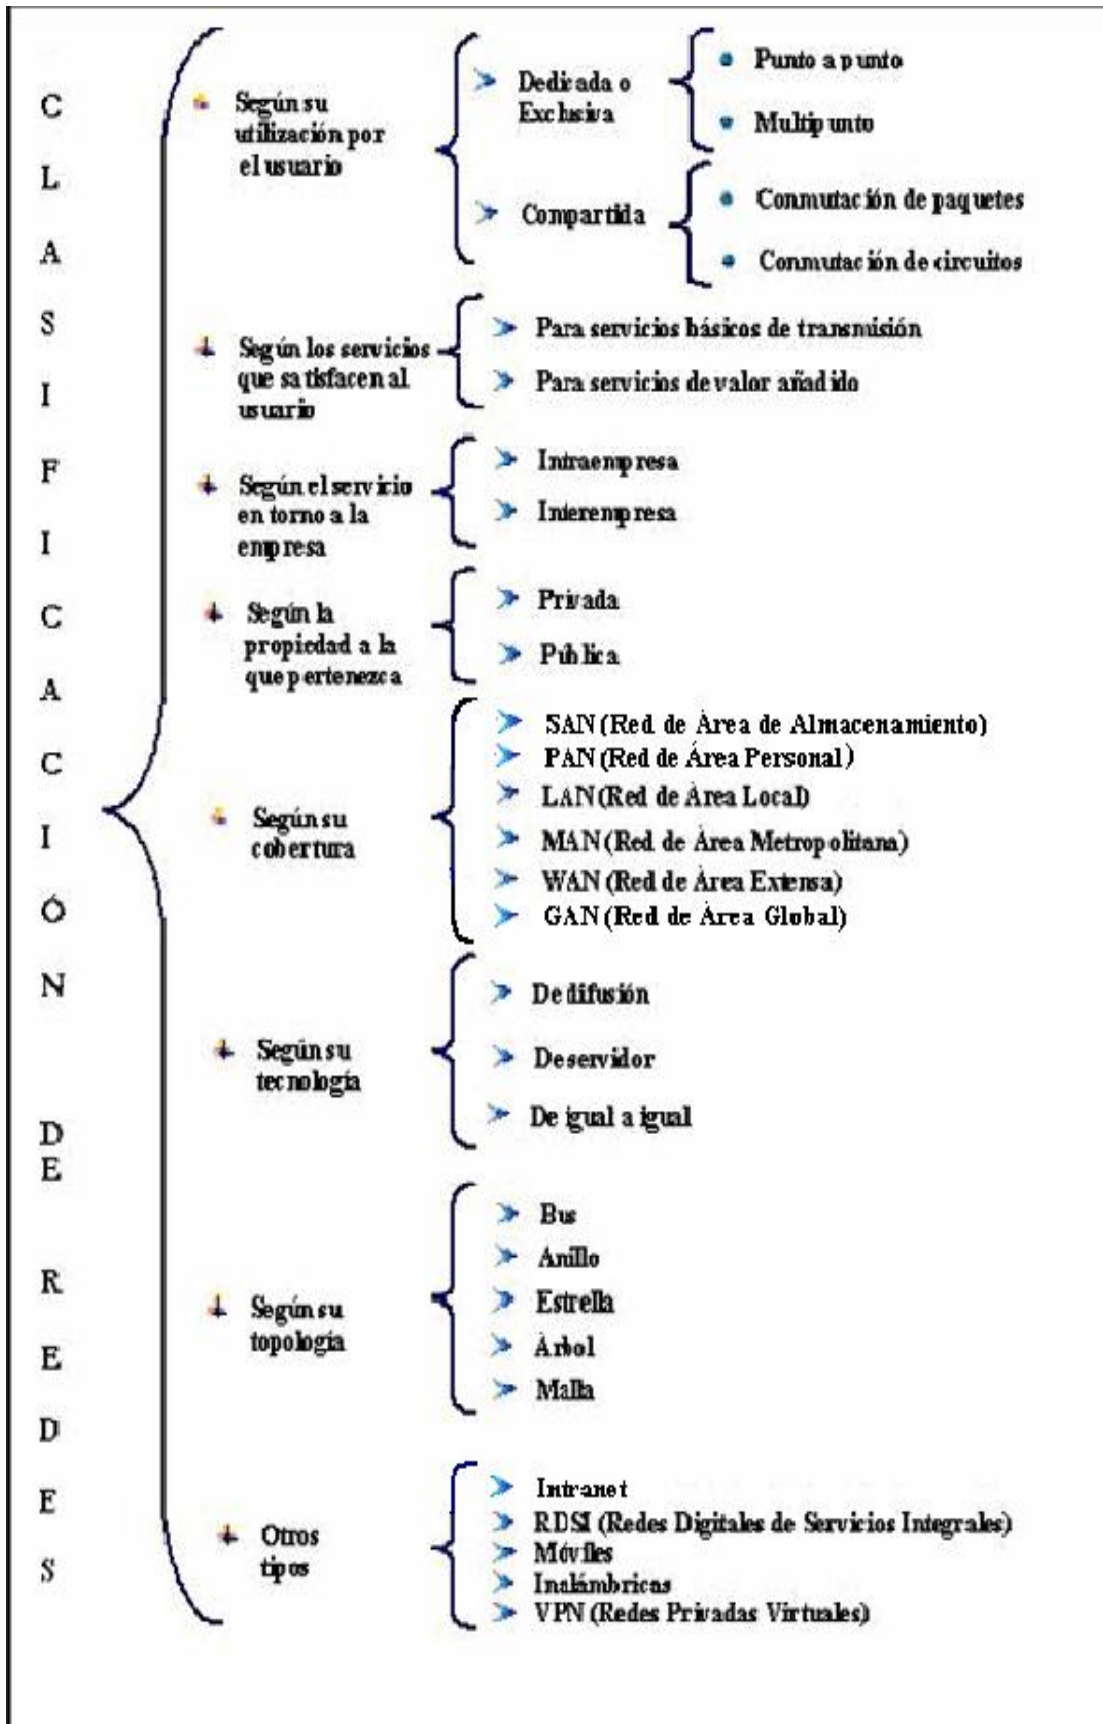 CLASIFICACIÓN DE REDES
Según su
utilización por
el usuario
Dedicada o
Exclusiva
Punto a punto
Multipunto
Compartida
Conmutación de paquetes
Conmutación de circuitos
Según los servicios
que satisfacen al
usuario
Para servicios básicos de transmisión
Para servicios de valor añadido
Según el servicio
en torno a la
empresa
Intraempresa
Interempresa
Según la
propiedad a la
que pertenezca
Privada
Pública
Según su
cobertura
SAN (Red de Área de Almacenamiento)
PAN (Red de Área Personal)
LAN (Red de Área Local)
MAN (Red de Área Metropolitana)
WAN (Red de Área Extensa)
GAN (Red de Área Global)
Según su
tecnología
De difusión
De servidor
De igual a igual
Según su
topología
Bus
Anillo
Estrella
Árbol
Malla
Otros
tipos
Intranet
RDSI (Redes Digitales de Servicios Integrales)
Móviles
Inalámbricas
VPN (Redes Privadas Virtuales)